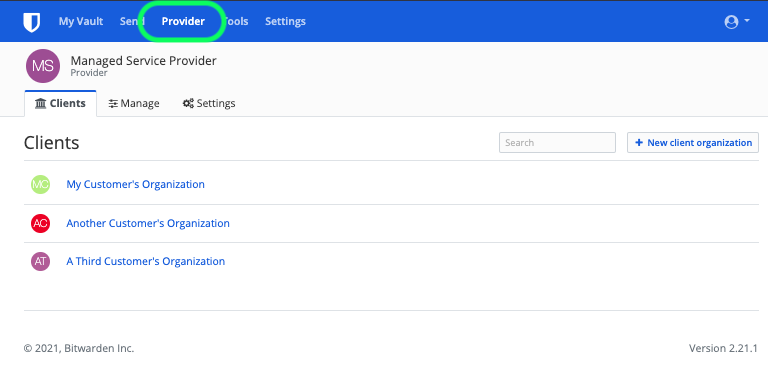 My Vault Send Provider Tools Settings
MS
Managed Service Provider
Provider
Clients Manage Settings
Clients
Search
+ New client organization
MC My Customer's Organization
AC Another Customer's Organization
AT A Third Customer's Organization
© 2021, Bitwarden Inc. Version 2.21.1